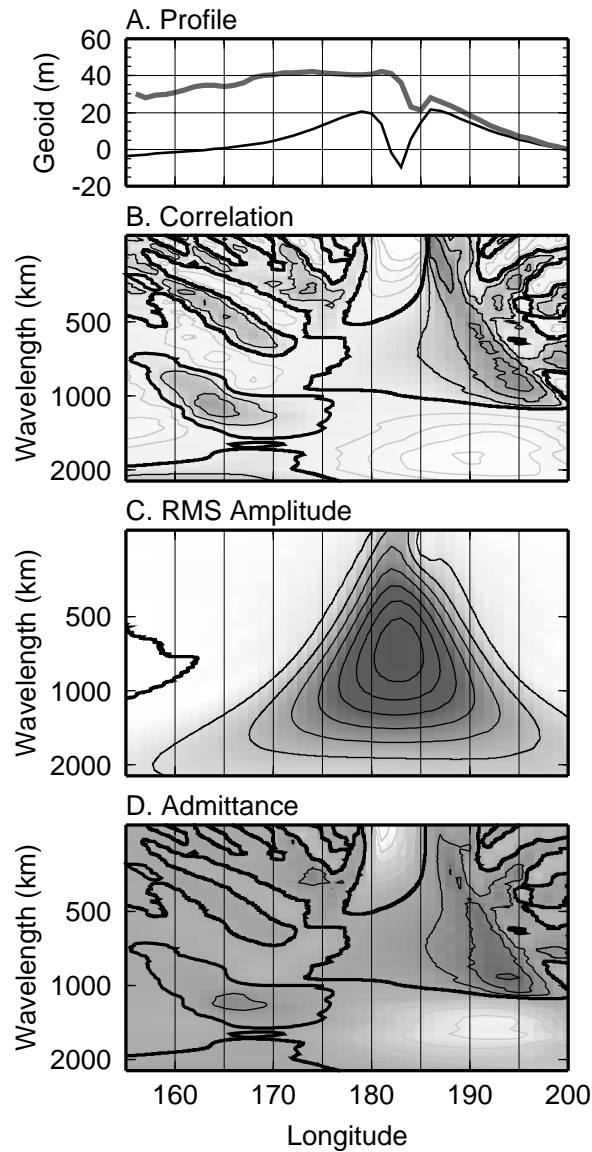 A. Profile
60
40
20
0
-20
Geoid (m)
B. Correlation
500
1000
2000
Wavelength (km)
C. RMS Amplitude
500
1000
2000
Wavelength (km)
D. Admittance
500
1000
2000
Wavelength (km)
160 170 180 190 200
Longitude